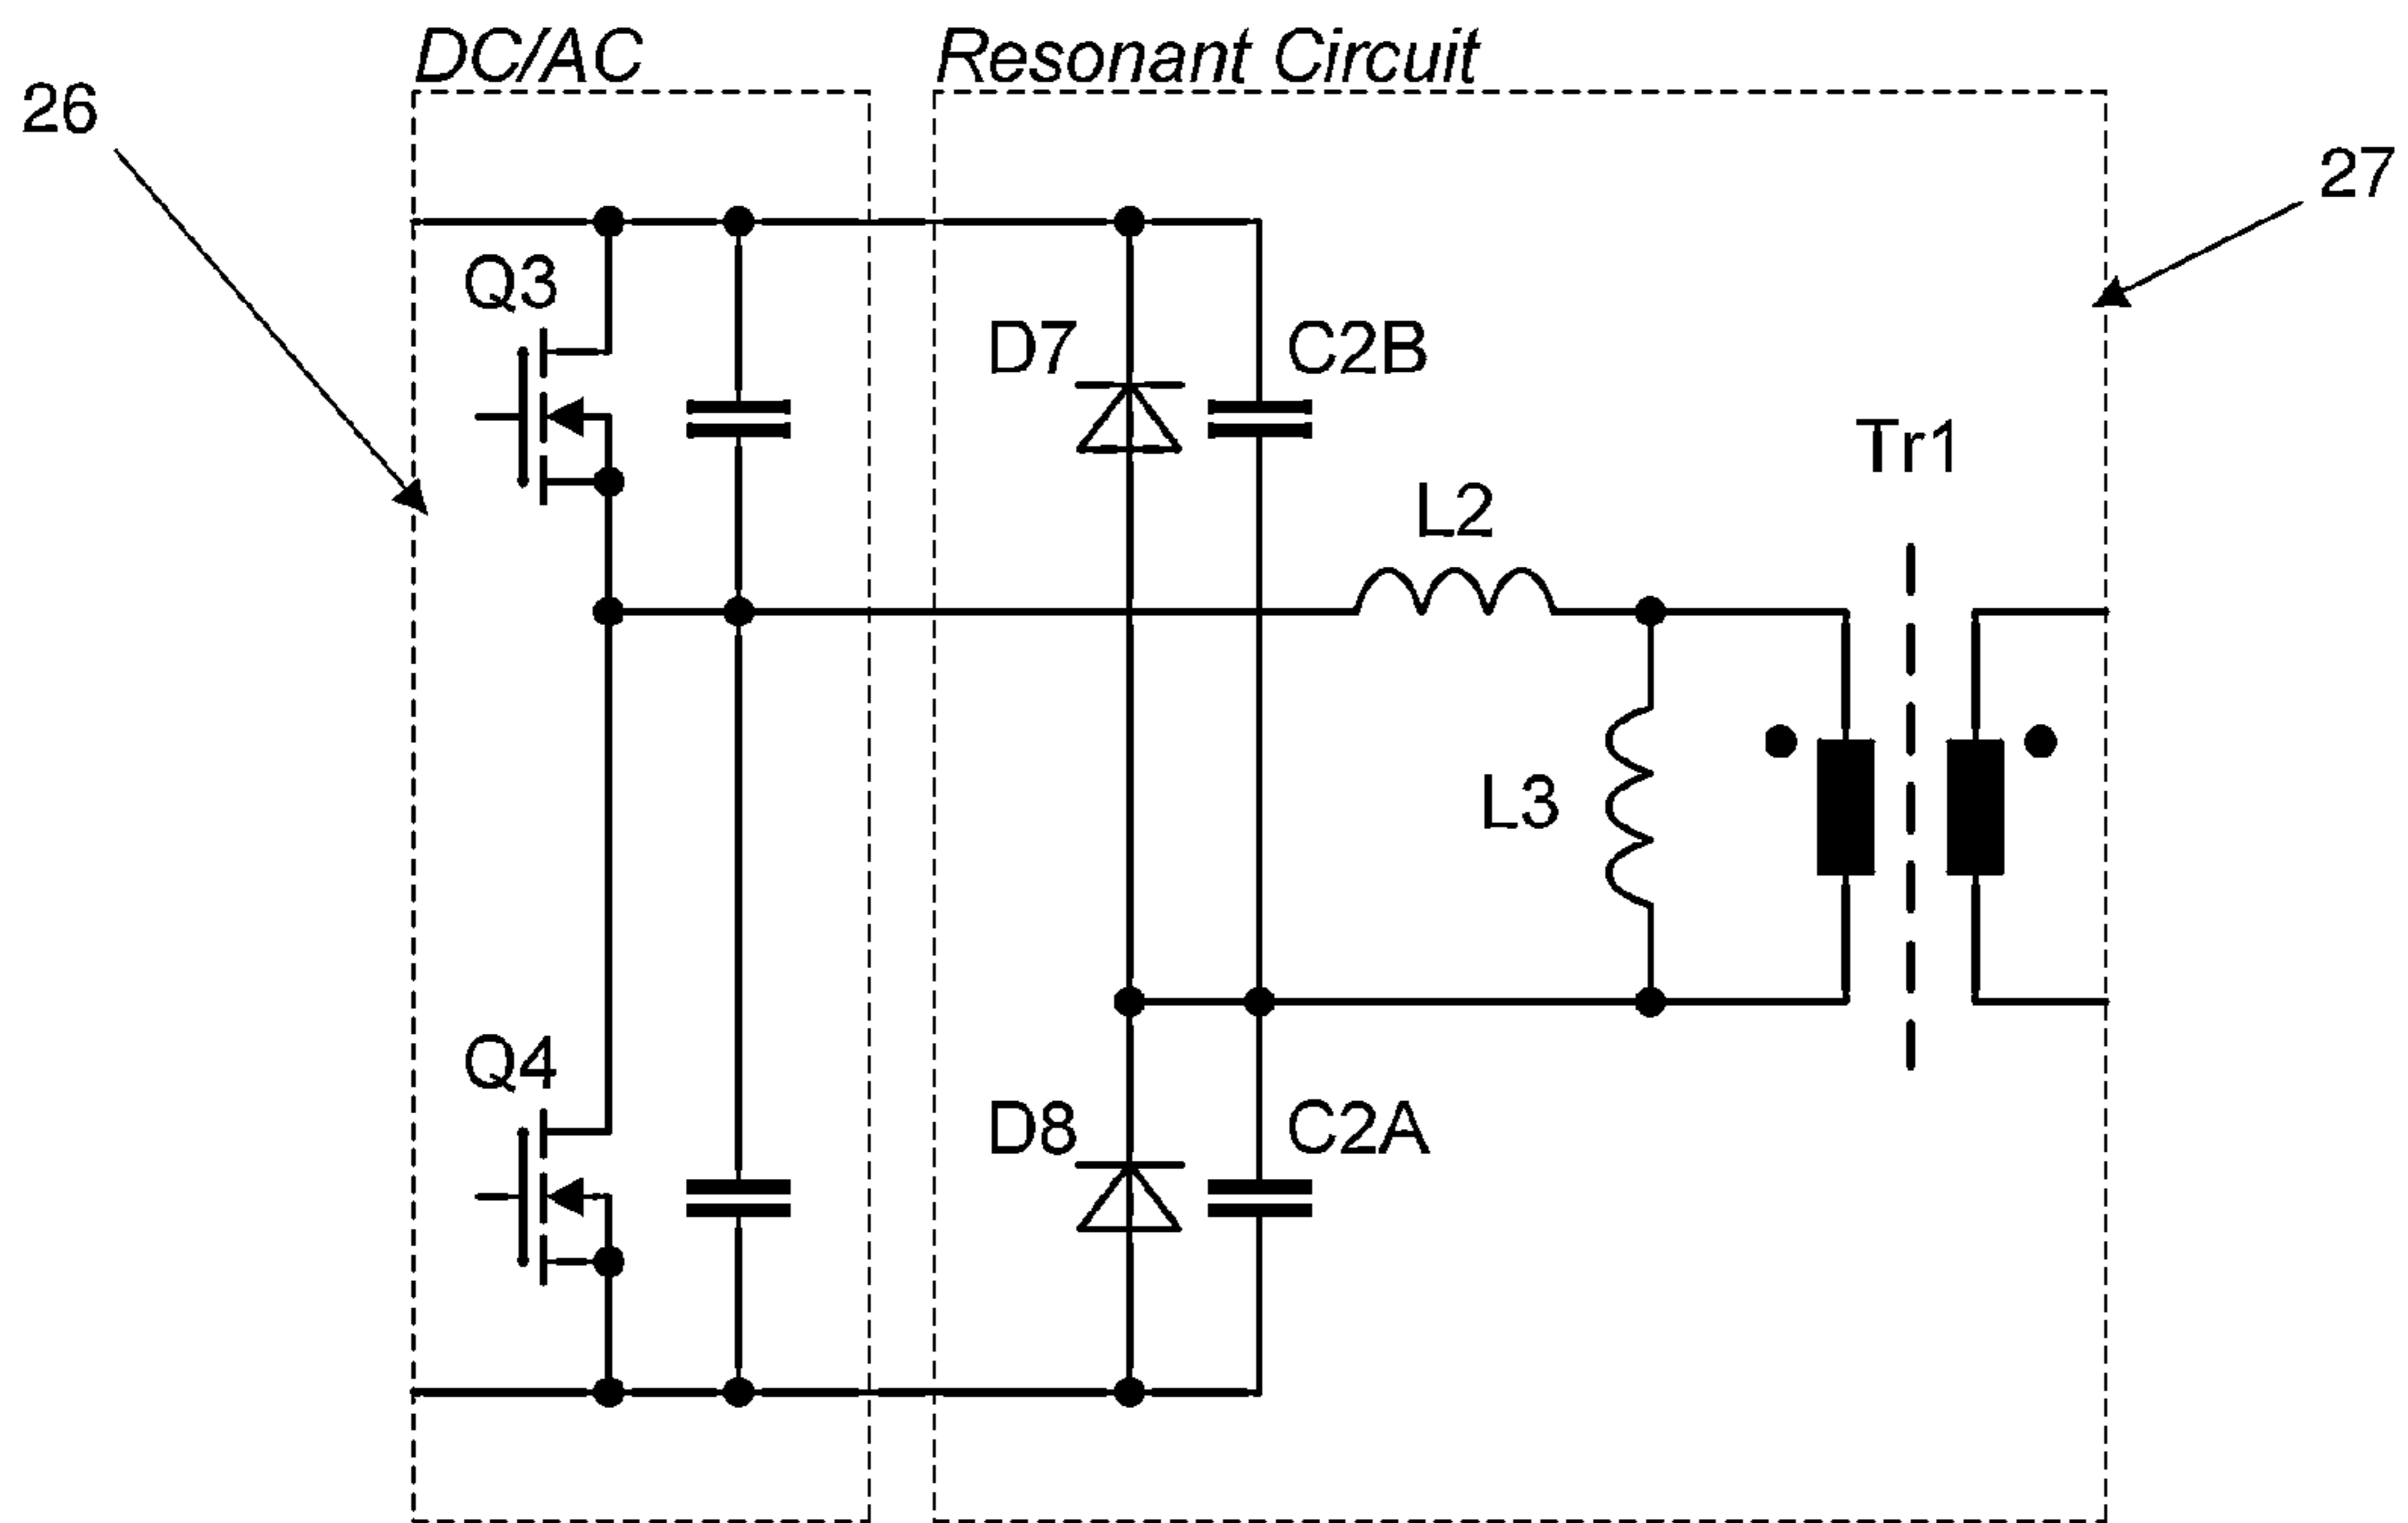 DC/AC
Resonant Circuit
26
27
Q3
D7
C2B
Tr1
L2
L3
Q4
D8
C2A